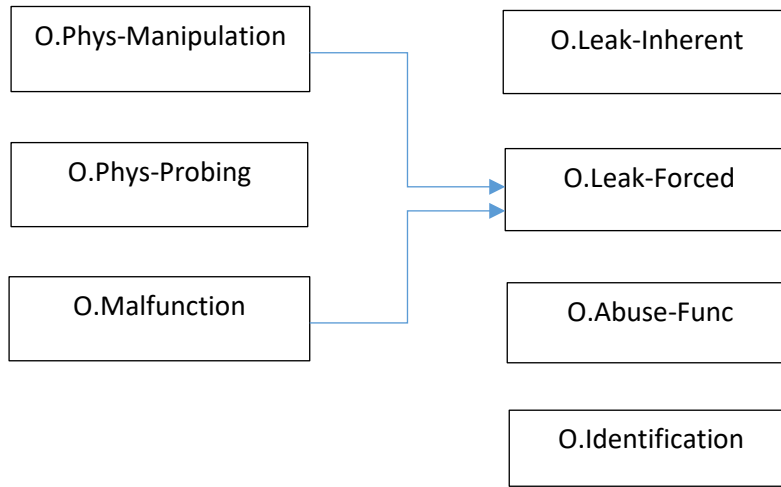 O.Phys-Manipulation
O.Leak-Inherent
O.Phys-Probing
O.Leak-Forced
O.Malfunction
O.Abuse-Func
O.Identification